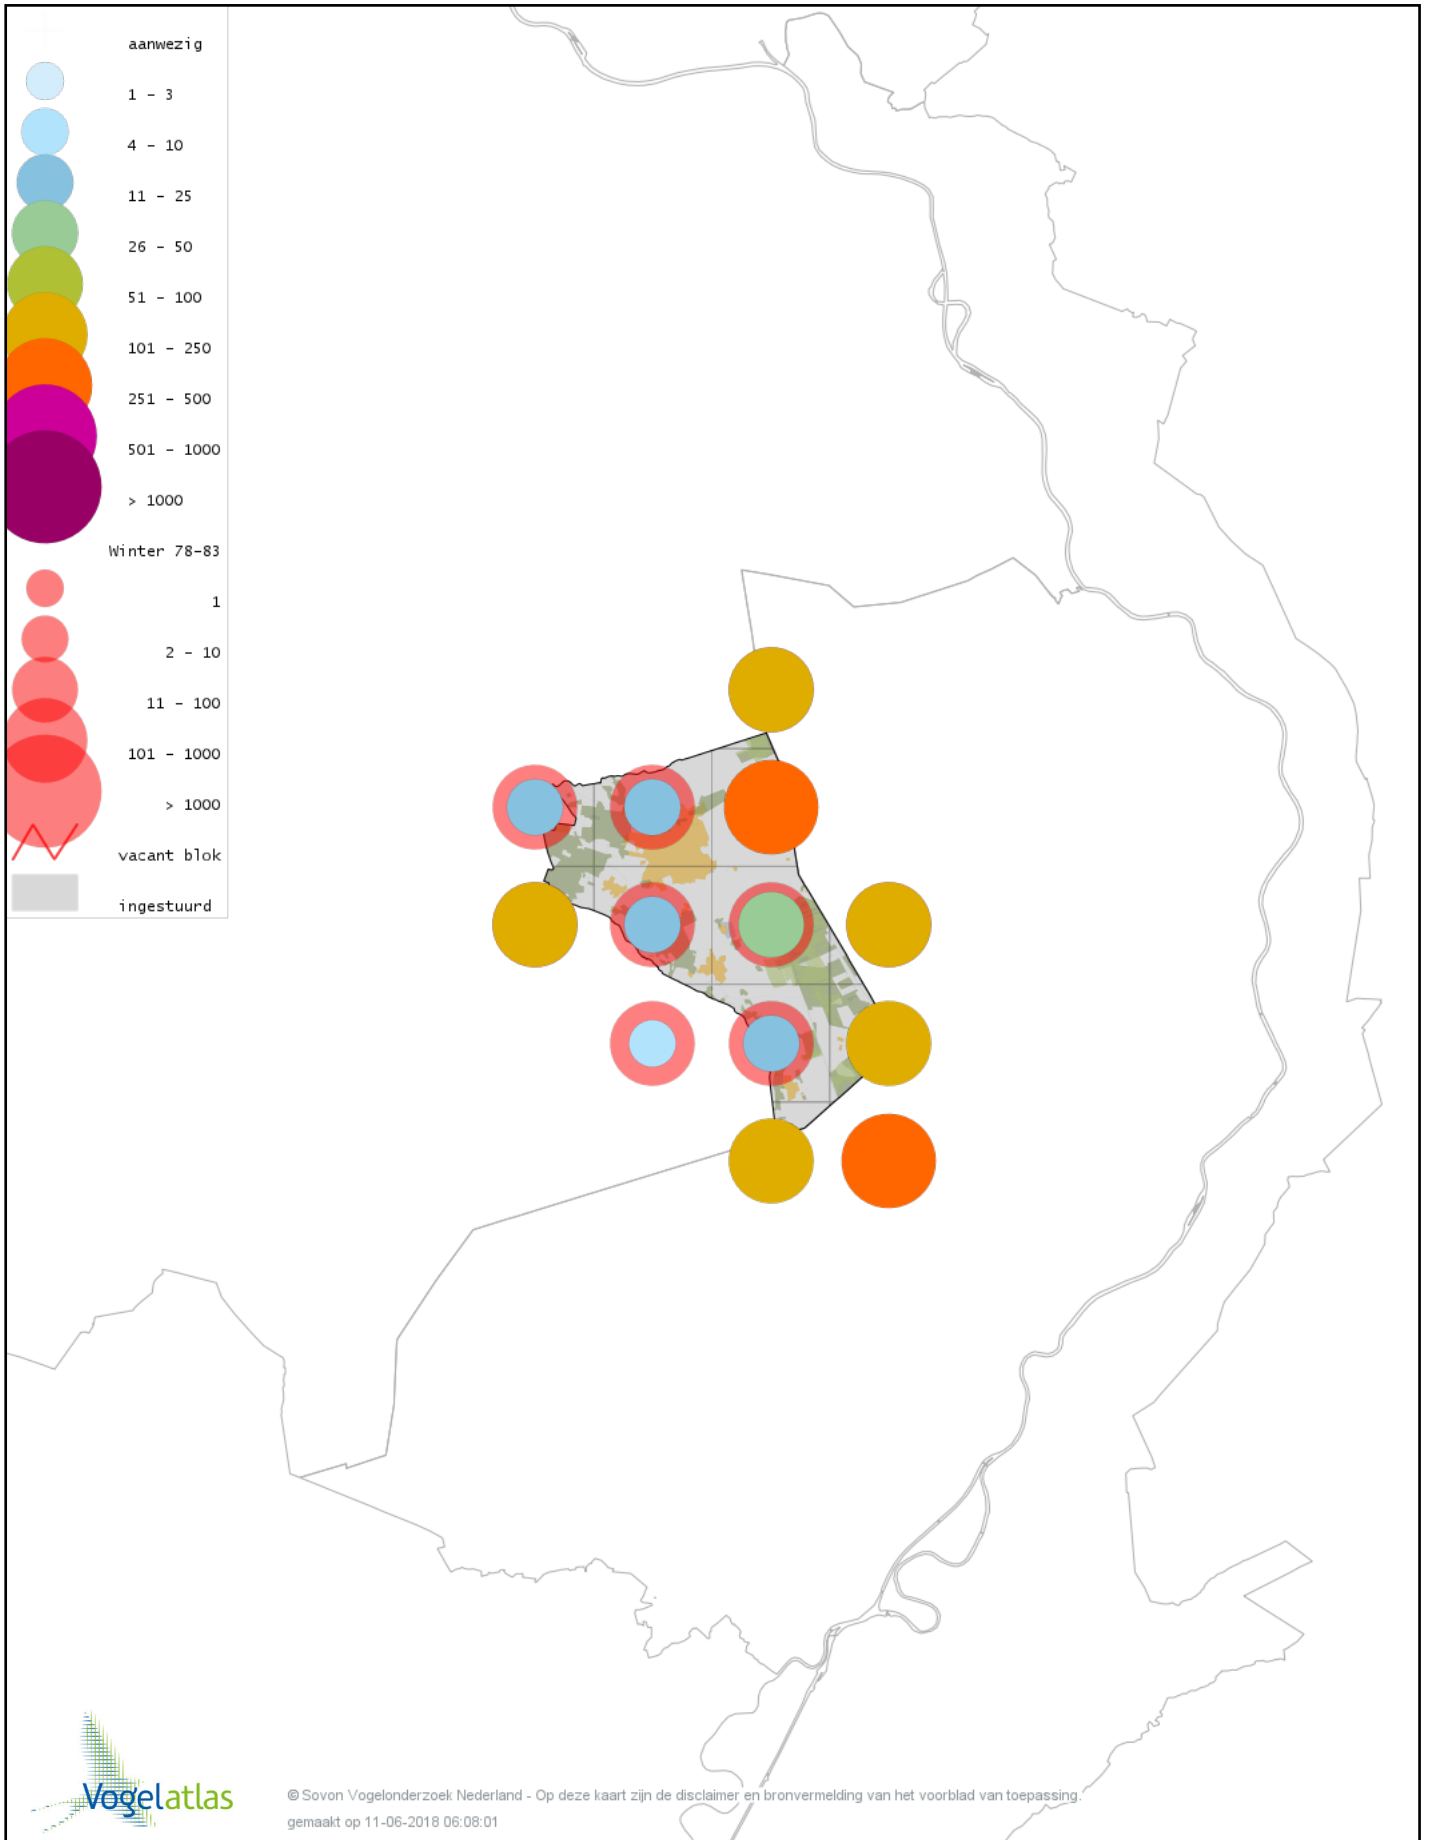 aanwezig
1 - 3
4 - 10
11 - 25
26 - 50
51 - 100
101 - 250
251 - 500
501 - 1000
> 1000
Winter 78-83
1
2 - 10
11 - 100
101 - 1000
> 1000
vacant blok
ingestuurd
Vogelatlas
© Sovon Vogelonderzoek Nederland - Op deze kaart zijn de disclaimer en bronvermelding van het voorblad van toepassing.
gemaakt op 11-06-2018 06:08:01